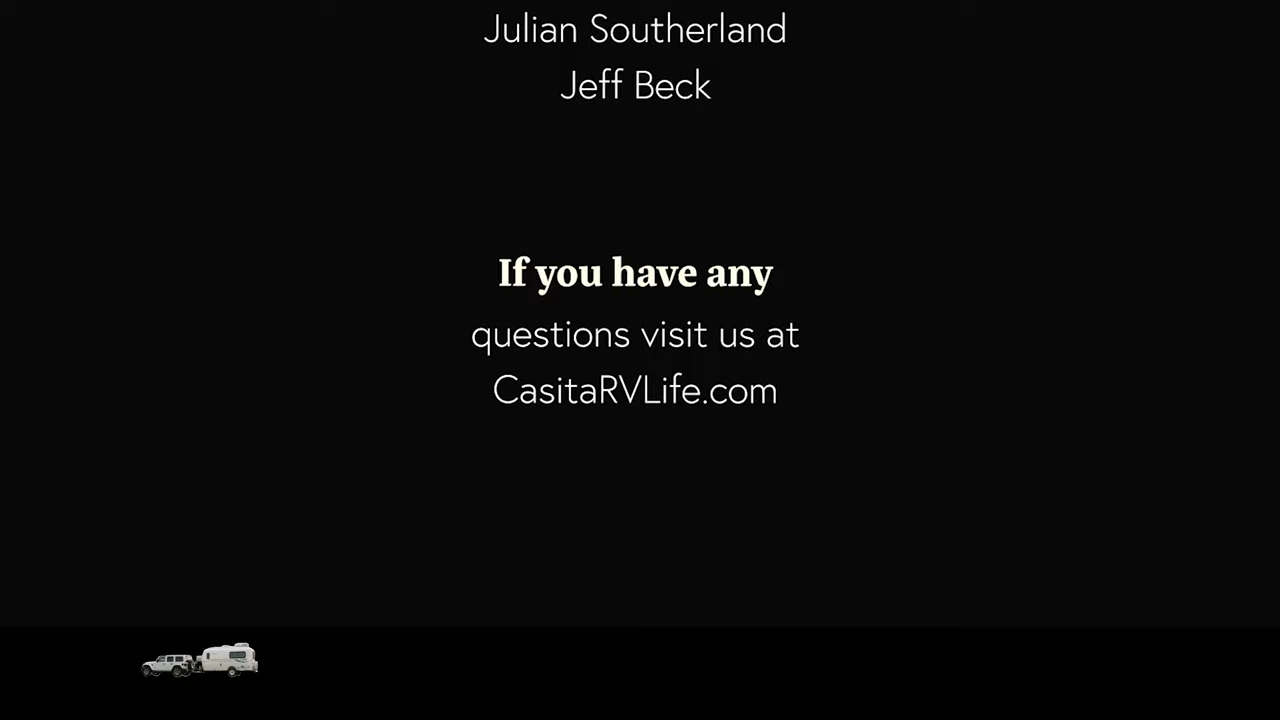 Julian Southerland
Jeff Beck
If you have any
questions visit us at
CasitaRVLife.com